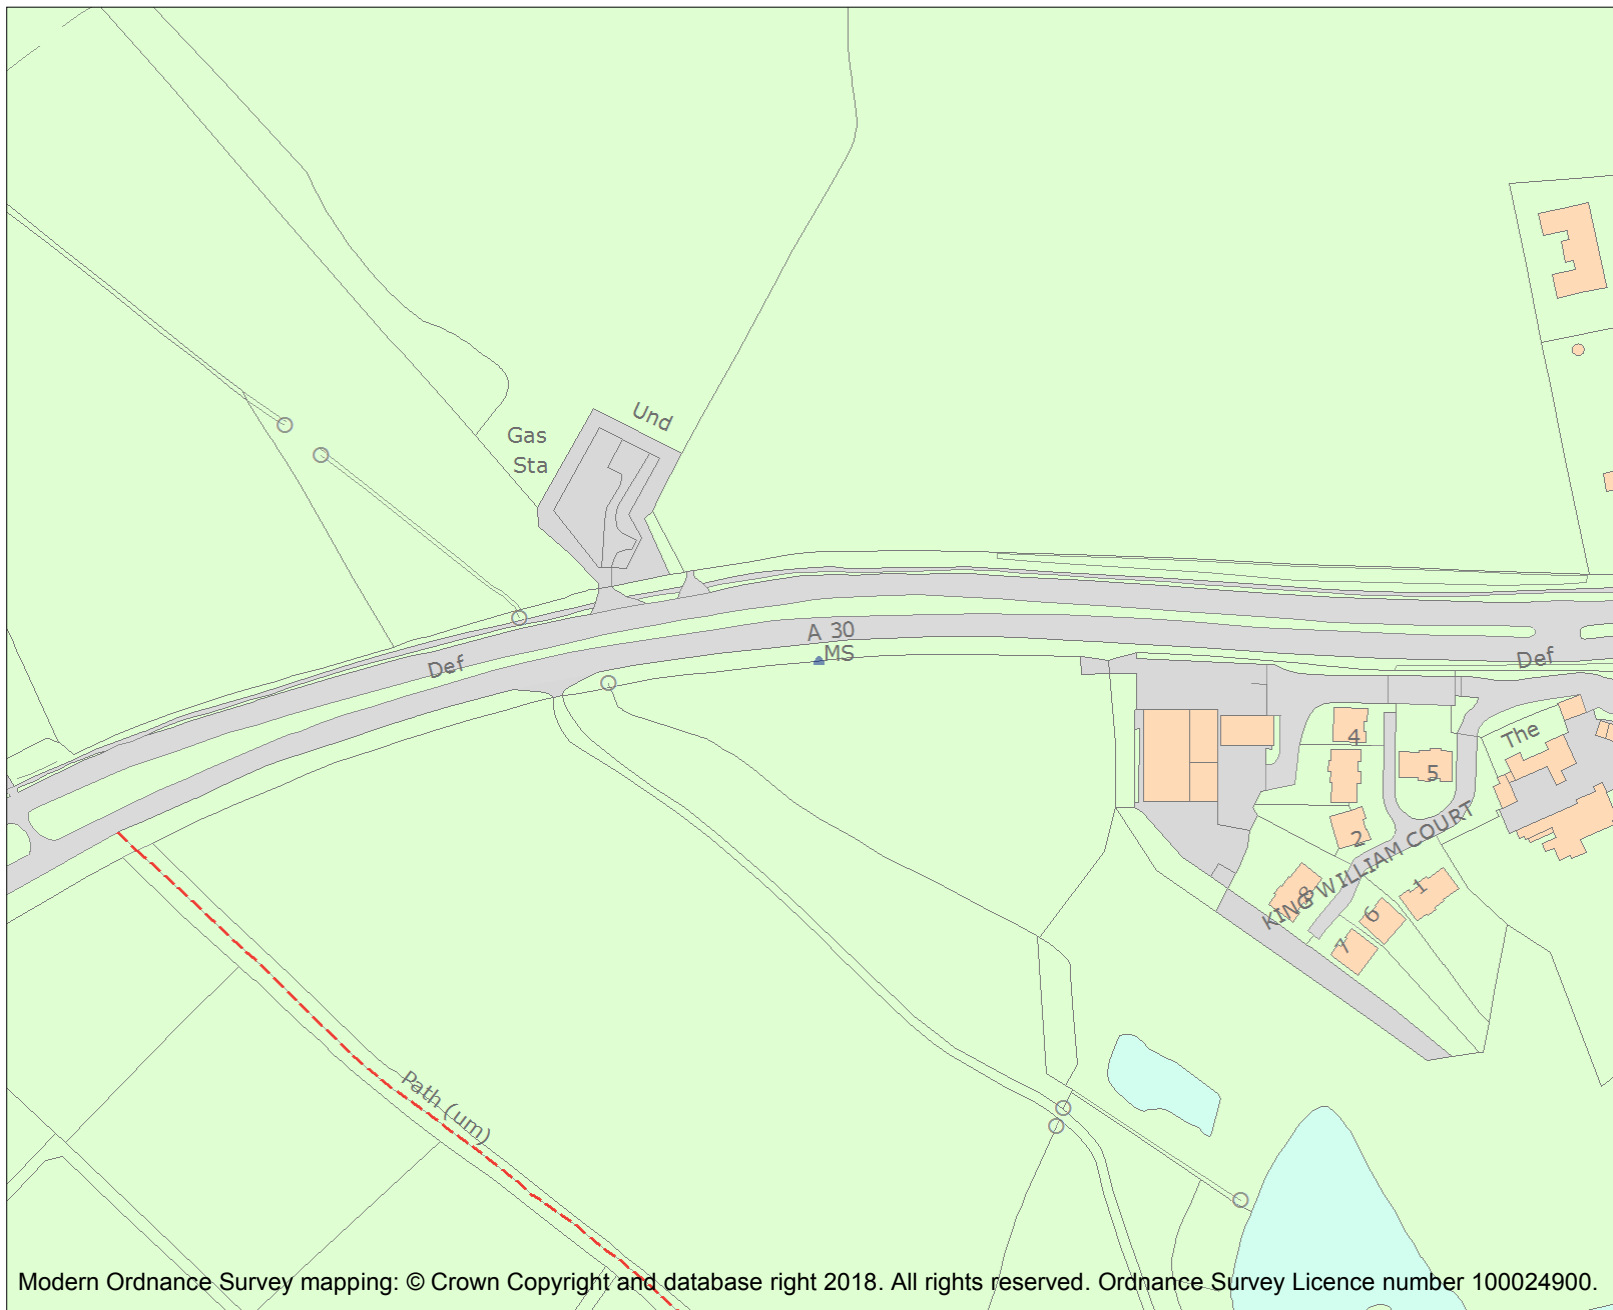 Und
Gas
Sta
A 30
MS
Def
Def
The
4
5
2
KING WILLIAM COURT
1
8
6
7
Path (um)
Modern Ordnance Survey mapping: © Crown Copyright and database right 2018. All rights reserved. Ordnance Survey Licence number 100024900.